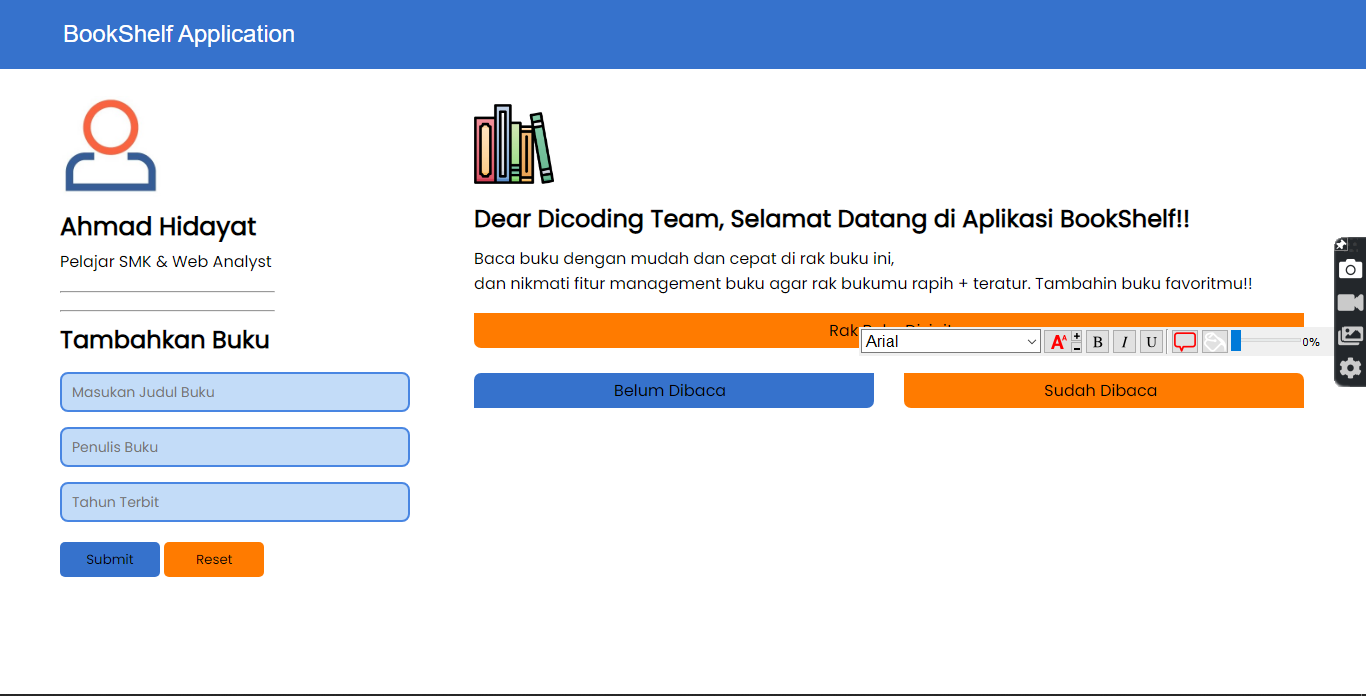 BookShelf Application
Ahmad Hidayat
Pelajar SMK & Web Analyst
Tambahkan Buku
Masukan Judul Buku
Penulis Buku
Tahun Terbit
Submit Reset
Dear Dicoding Team, Selamat Datang di Aplikasi BookShelf!!
Baca buku dengan mudah dan cepat di rak buku ini,
dan nikmati fitur management buku agar rak bukumu rapih + teratur. Tambahin buku favoritmu!!
Rak
Arial A A B I U 0%
Belum Dibaca Sudah Dibaca